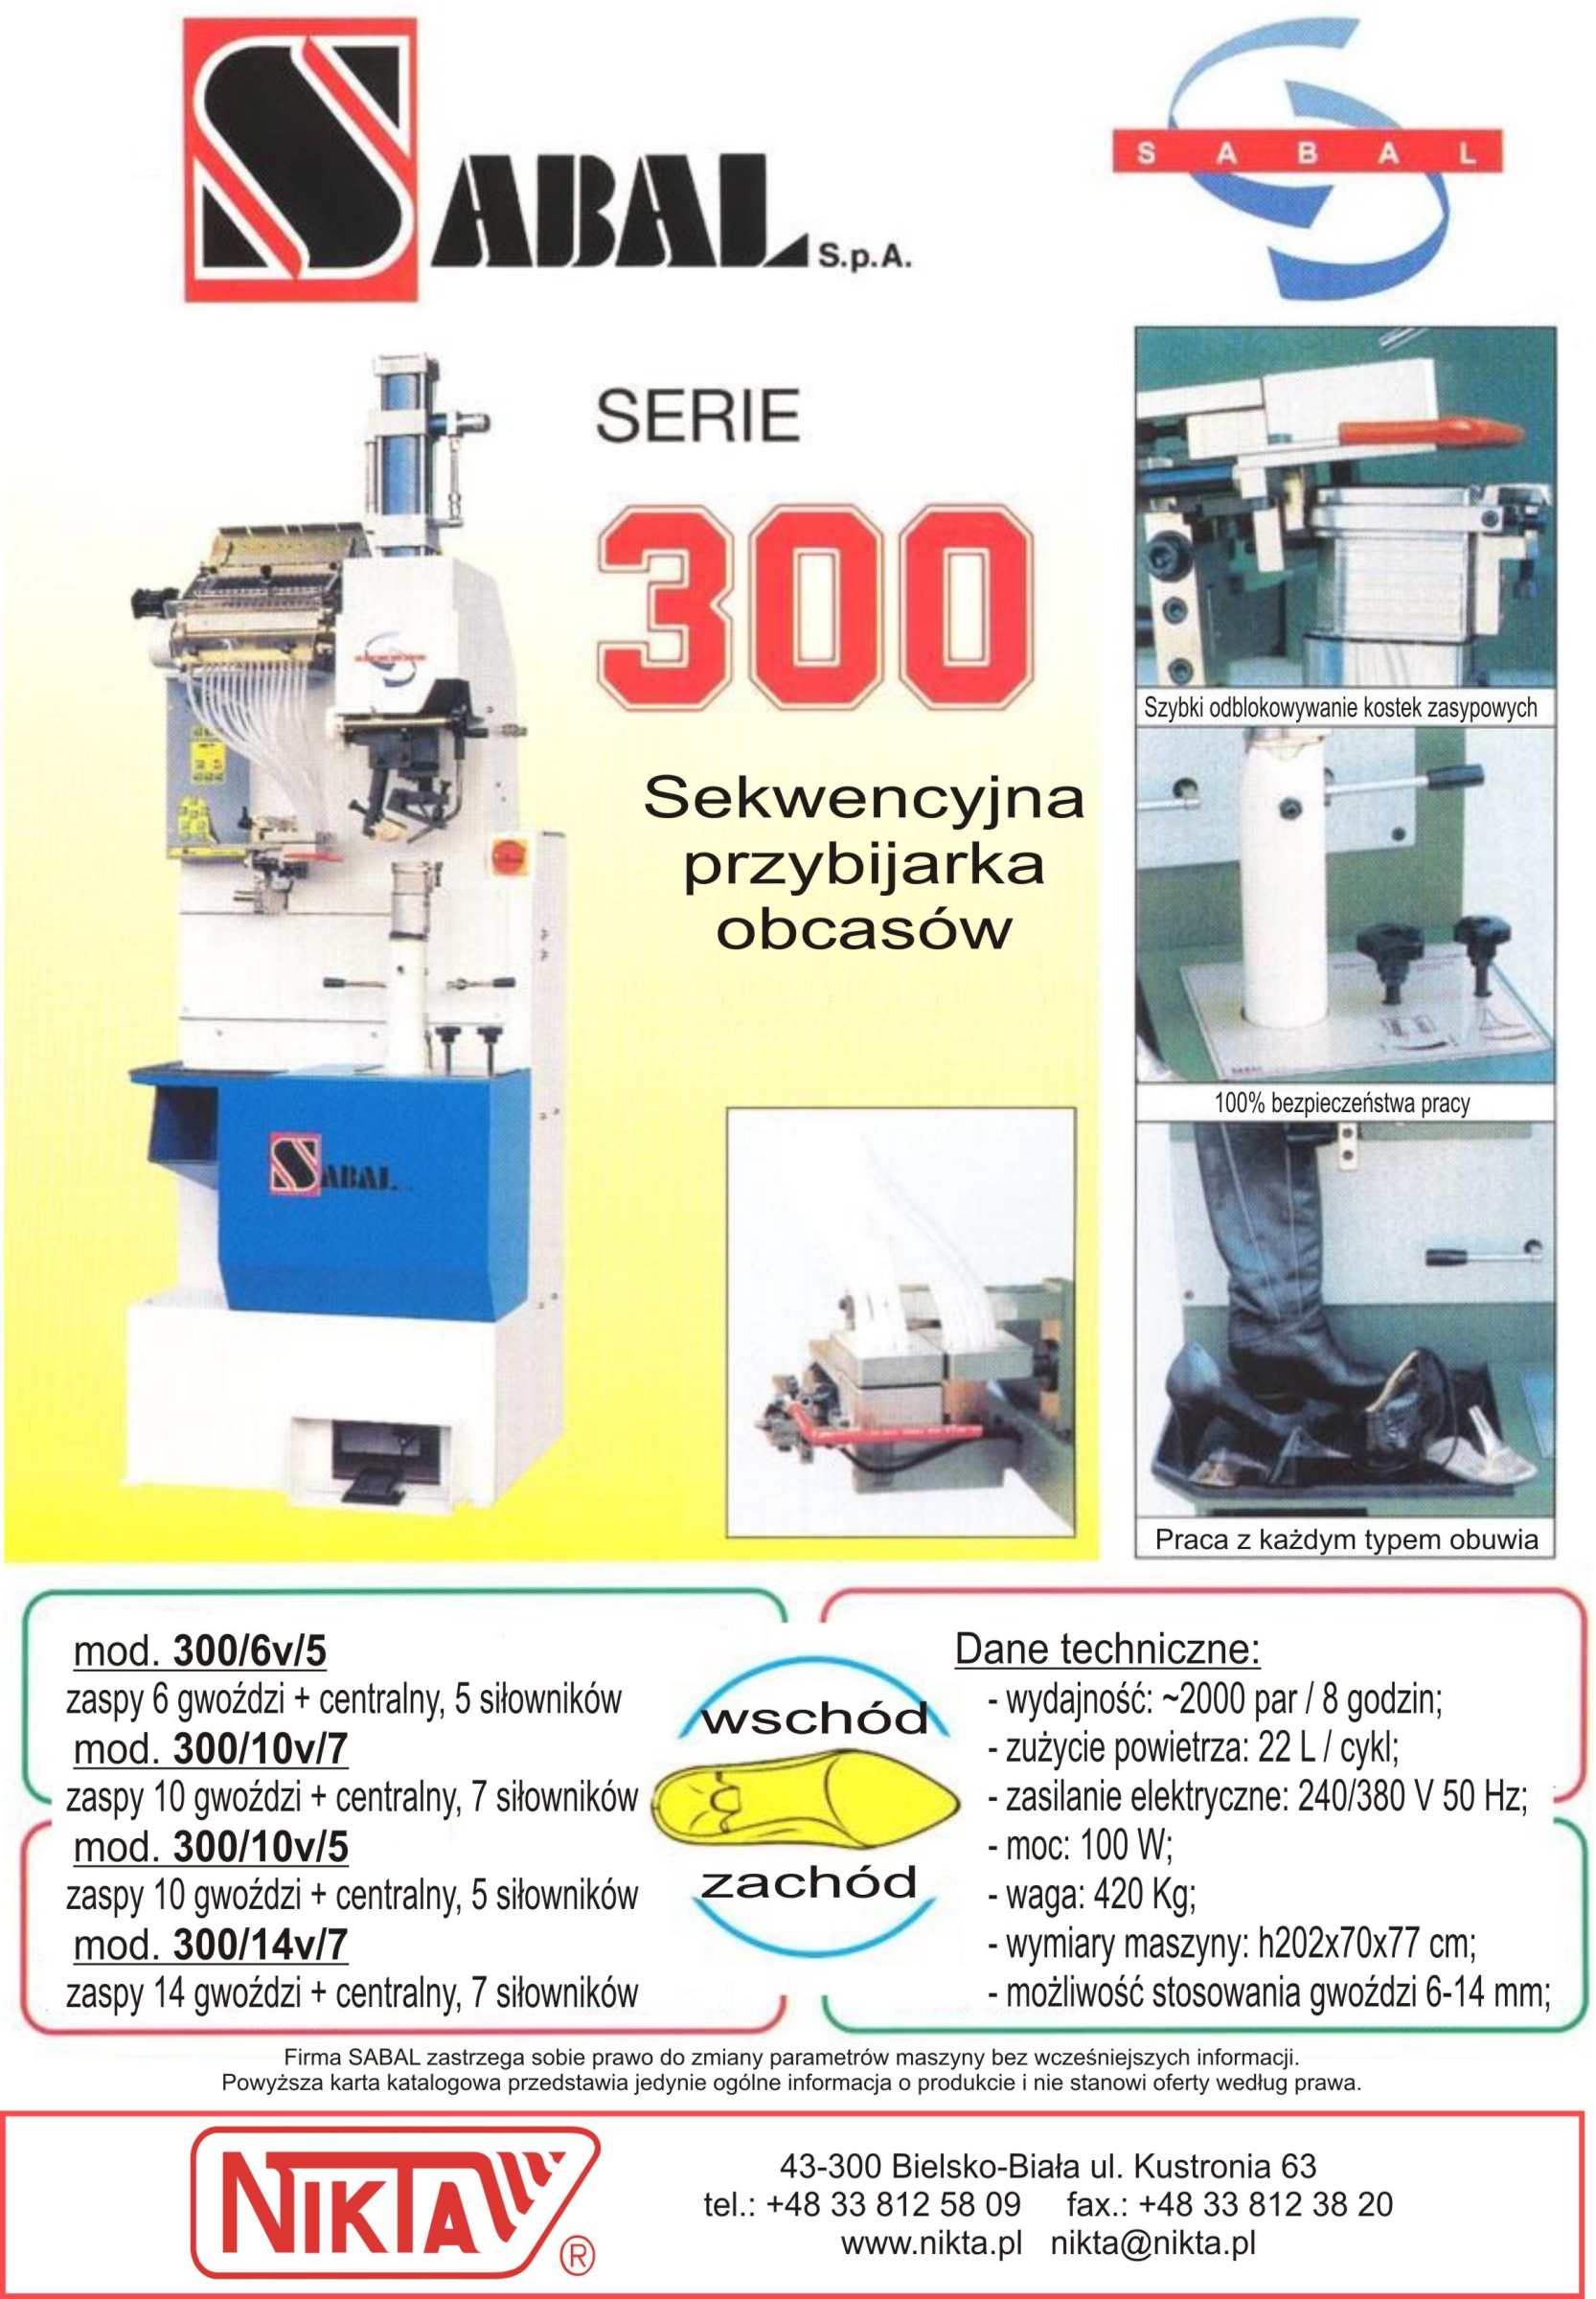 SABAL S.p.A.
S A B A L
SERIE
300
Sekwencyjna
przybijarka
obcasów
Szybki odblokowywanie kostek zasypowych
100% bezpieczeństwa pracy
SABAL
SABAL
Praca z każdym typem obuwia
mod. 300/6v/5
zaspy 6 gwoździ + centralny, 5 siłowników
mod. 300/10v/7
zaspy 10 gwoździ + centralny, 7 siłowników
mod. 300/10v/5
zaspy 10 gwoździ + centralny, 5 siłowników
mod. 300/14v/7
zaspy 14 gwoździ + centralny, 7 siłowników
wschód
zachód
Dane techniczne:
- wydajność: ~2000 par / 8 godzin;
- zużycie powietrza: 22 L / cykl;
- zasilanie elektryczne: 240/380 V 50 Hz;
- moc: 100 W;
- waga: 420 Kg;
- wymiary maszyny: h202x70x77 cm;
- możliwość stosowania gwoździ 6-14 mm;
Firma SABAL zastrzega sobie prawo do zmiany parametrów maszyny bez wcześniejszych informacji.
Powyższa karta katalogowa przedstawia jedynie ogólne informacja o produkcie i nie stanowi oferty według prawa.
NIKTA ®
43-300 Bielsko-Biała ul. Kustronia 63
tel.: +48 33 812 58 09 fax.: +48 33 812 38 20
www.nikta.pl nikta@nikta.pl